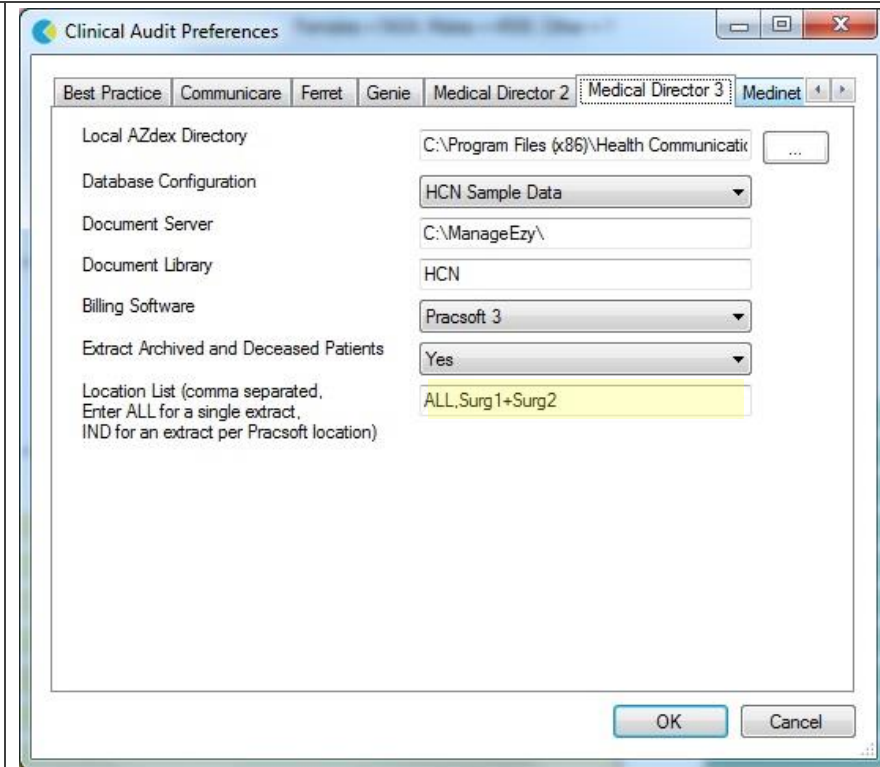 Clinical Audit Preferences
Best Practice Communicare Ferret Genie Medical Director 2 Medical Director 3 Medinet
Local AZdex Directory C:\Program Files (x86)\Health Communicatic ...
Database Configuration HCN Sample Data
Document Server C:\ManageEzy\
Document Library HCN
Billing Software Pracsoft 3
Extract Archived and Deceased Patients Yes
Location List (comma separated, ALL,Surg1+Surg2
Enter ALL for a single extract,
IND for an extract per Pracsoft location)
OK Cancel